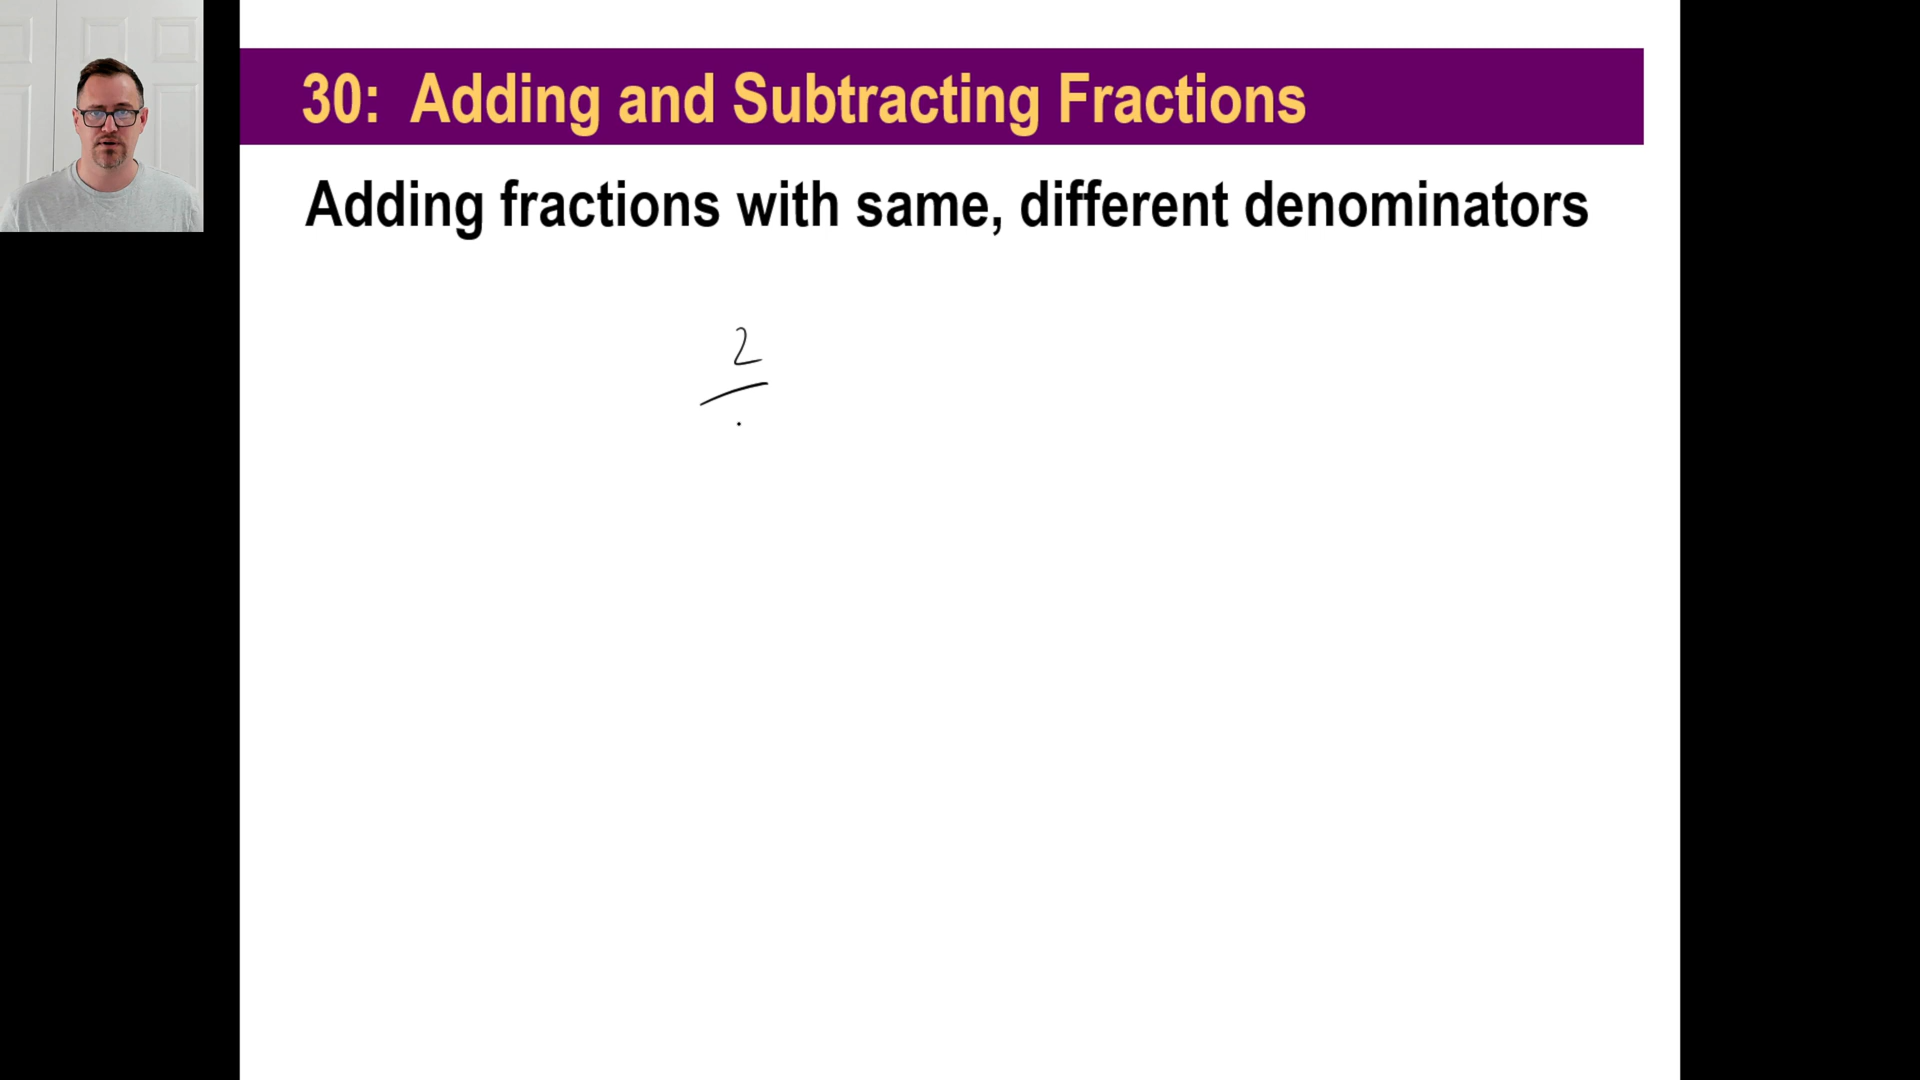 30: Adding and Subtracting Fractions
Adding fractions with same, different denominators
2